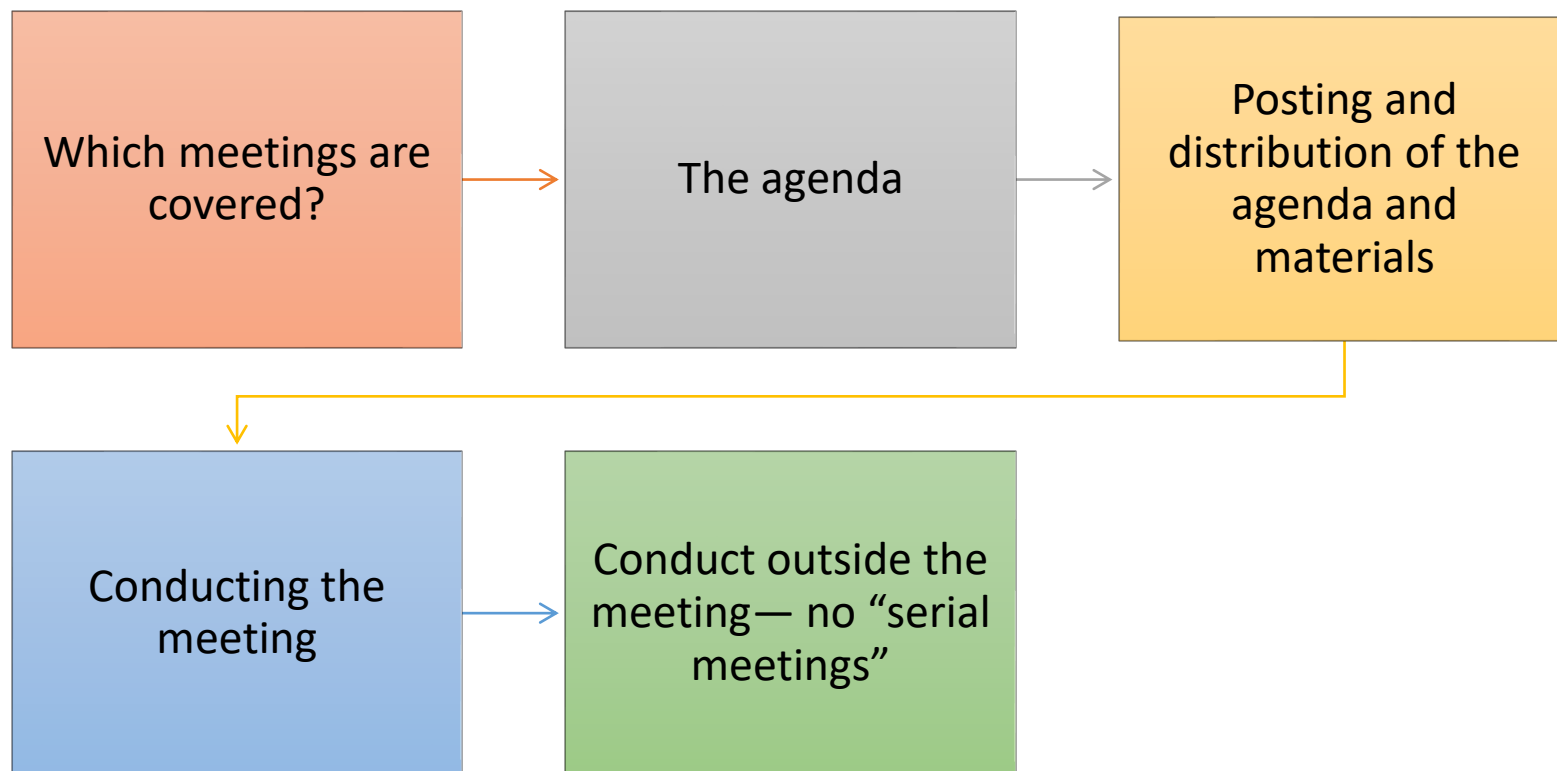 Which meetings are
covered?
The agenda
Posting and
distribution of the
agenda and
materials
Conducting the
meeting
Conduct outside the
meeting— no “serial
meetings”